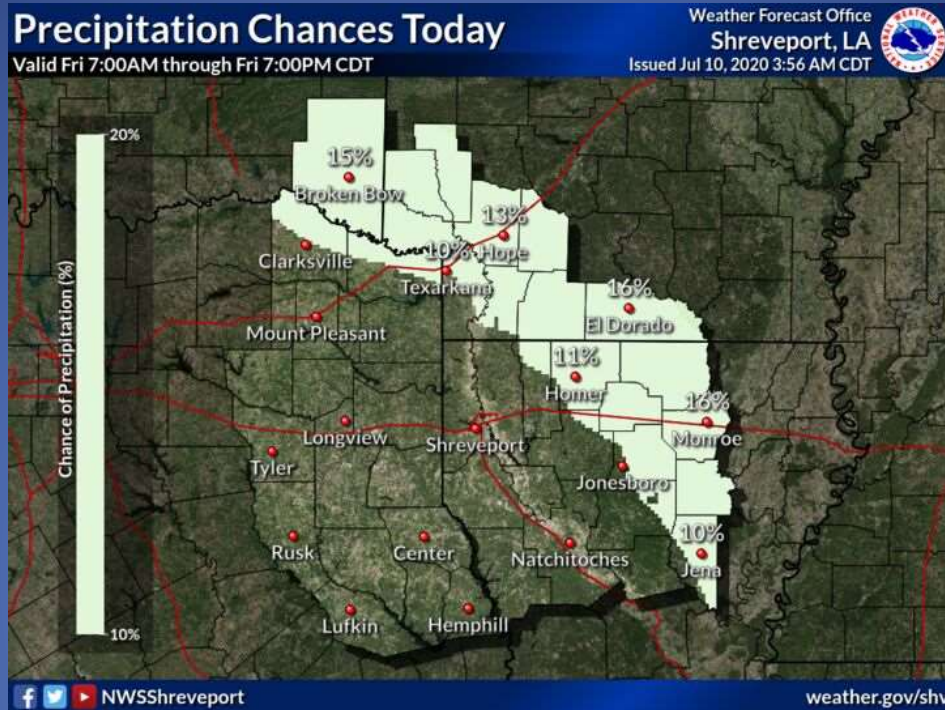 Precipitation Chances Today
Valid Fri 7:00AM through Fri 7:00PM CDT
Weather Forecast Office
Shreveport, LA
Issued Jul 10, 2020 3:56 AM CDT
NATIONAL WEATHER SERVICE
20%
Chance of Precipitation (%)
10%
15%
Broken Bow
13%
Hope
Clarksville
10%
Texarkana
16%
El Dorado
Mount Pleasant
11%
Homer
16%
Monroe
Longview
Shreveport
Tyler
Jonesboro
Rusk
Center
Natchitoches
10%
Jena
Lufkin
Hemphill
NWSShreveport
weather.gov/shv